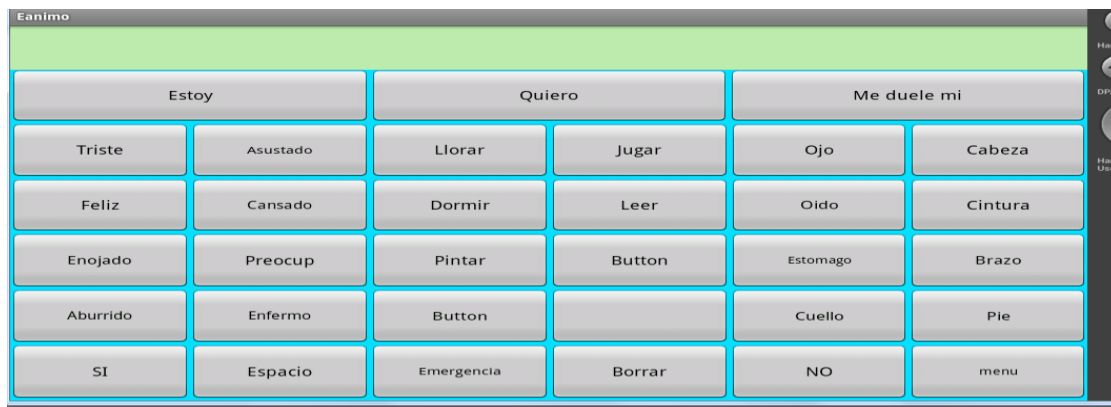 Eanimo
Estoy Quiero Me duele mi
Triste Asustado Llorar Jugar Ojo Cabeza
Feliz Cansado Dormir Leer Oido Cintura
Enojado Preocup Pintar Button Estomago Brazo
Aburrido Enfermo Button Cuello Pie
SI Espacio Emergencia Borrar NO menu